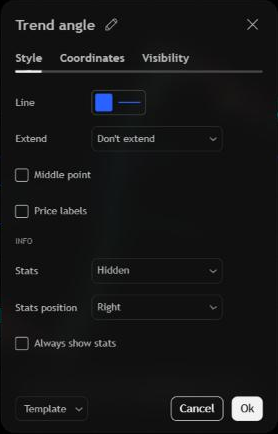 Trend angle
Style Coordinates Visibility
Line
Extend Don't extend
Middle point
Price labels
INFO
Stats Hidden
Stats position Right
Always show stats
Template Cancel Ok